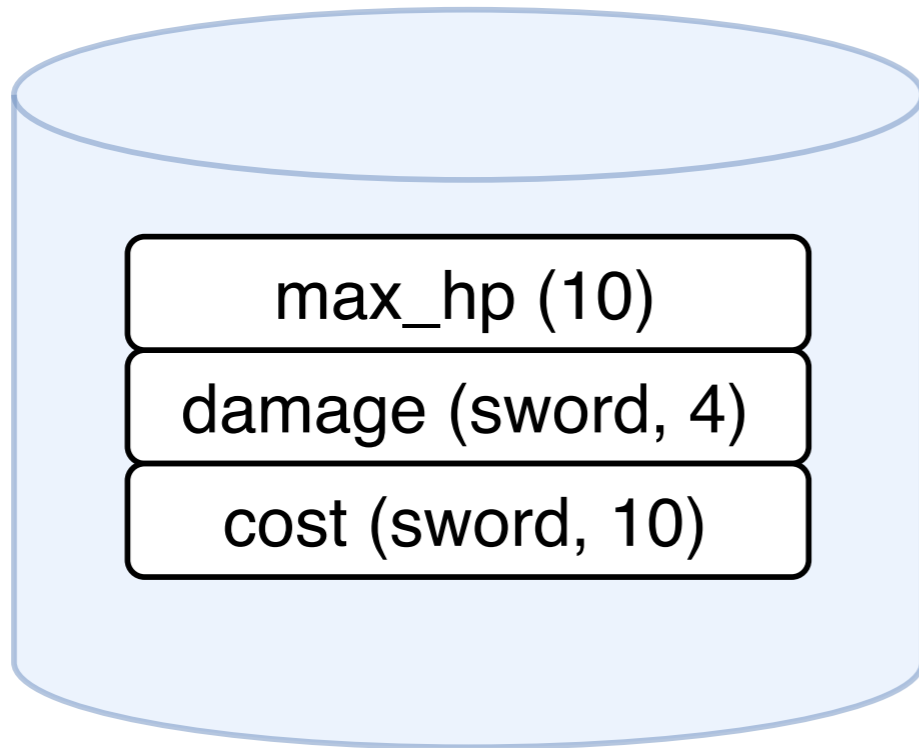 max_hp (10)
damage (sword, 4)
cost (sword, 10)